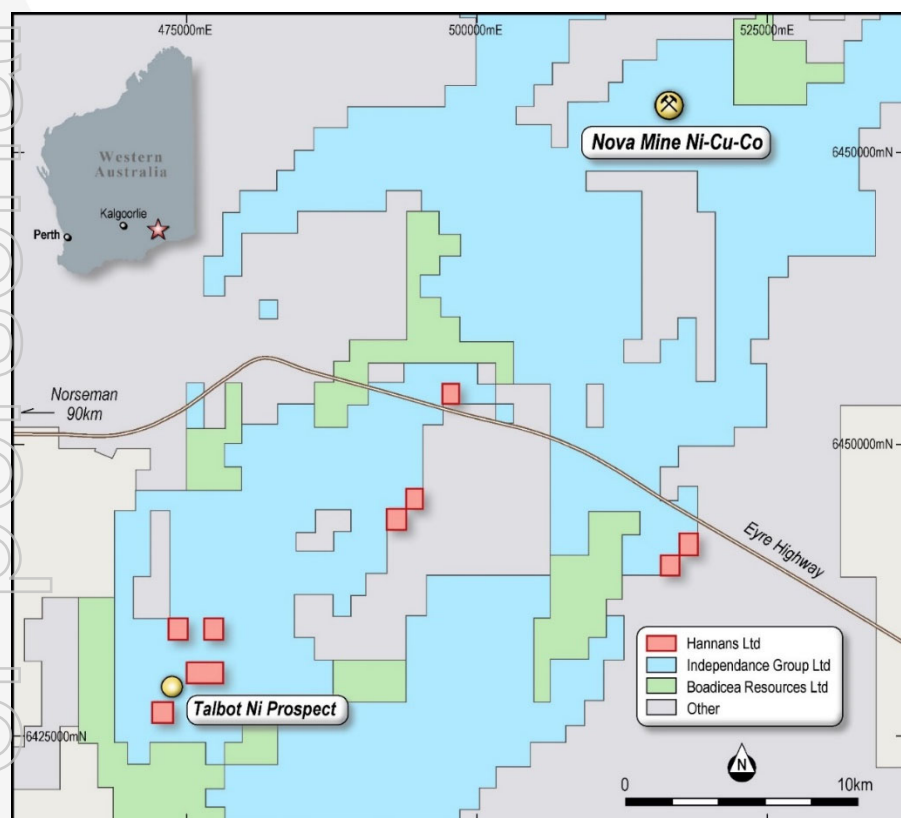 475000mE
500000mE
525000mE
Western
Australia
Kalgoorlie
Perth
Nova Mine Ni-Cu-Co
6450000mN
Norseman
90km
6450000mN
Eyre Highway
Hannans Ltd
Independance Group Ltd
Boadicea Resources Ltd
Other
Talbot Ni Prospect
6425000mN
6425000mN
N
0
10km